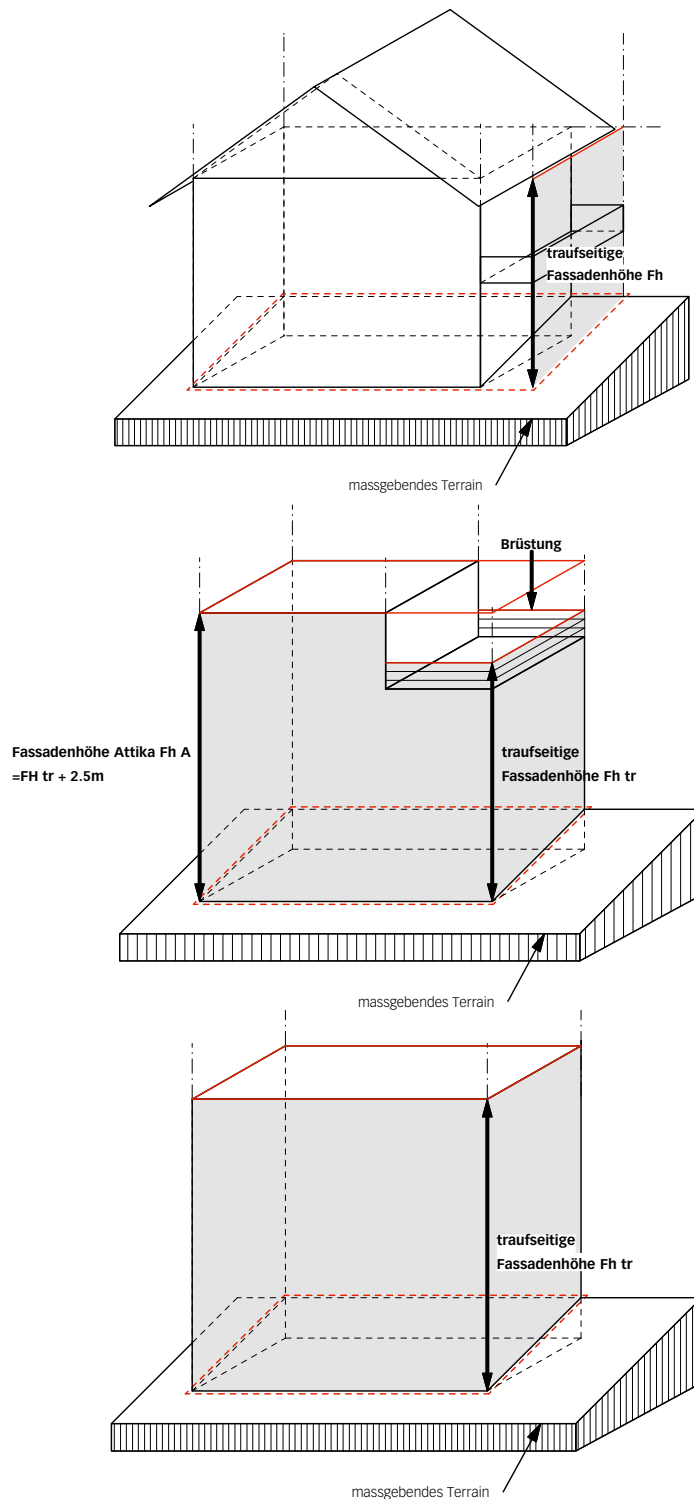 traufseitige
Fassadenhöhe Fh
massgebendes Terrain
Brüstung
Fassadenhöhe Attika Fh A
=FH tr + 2.5m
traufseitige
Fassadenhöhe Fh tr
massgebendes Terrain
traufseitige
Fassadenhöhe Fh tr
massgebendes Terrain